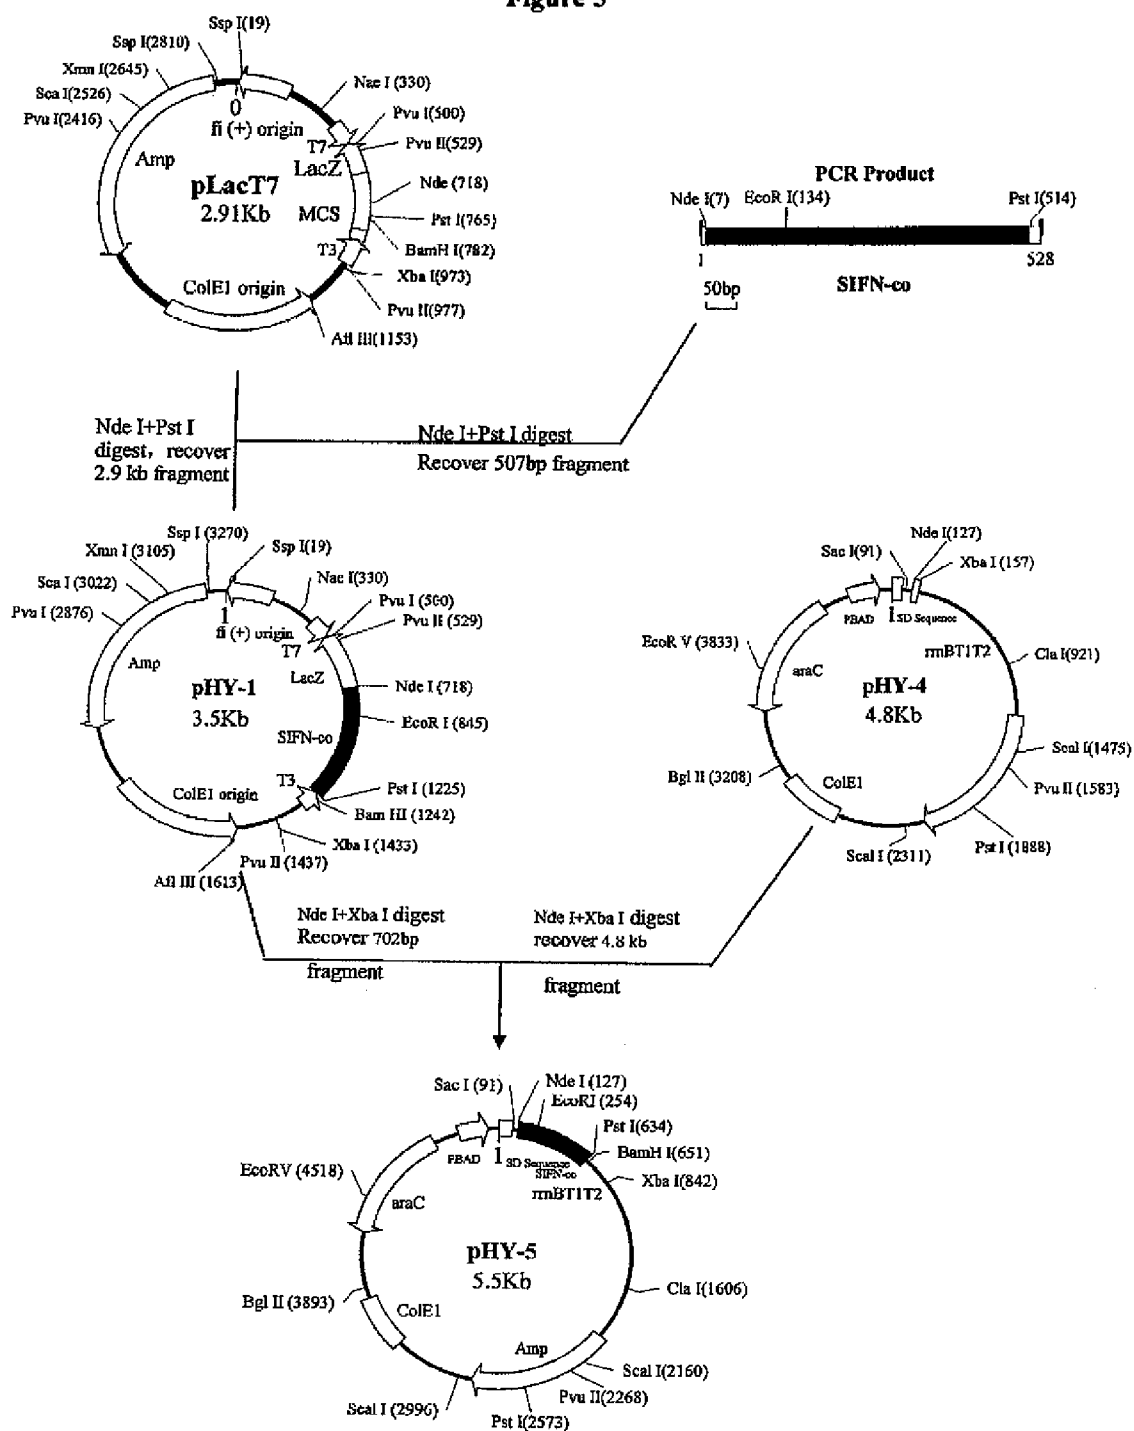 Figure 3
Ssp I(19)
Ssp I(2810)
Xmn I(2645)
Sca I(2526)
Pvu I(2416)
Nae I (330)
Pvu I(500)
Pvu II(529)
Nde (718)
Pst I(765)
BamH I(782)
Xba I(973)
Pvu II(977)
Afl III(1153)
0
fi (+) origin
T7
LacZ
Amp
pLacT7
2.91Kb
MCS
T3
ColE1 origin
PCR Product
Nde I(7)
EcoR I(134)
Pst I(514)
1
528
50bp
SIFN-co
Nde I+Pst I
digest, recover
2.9 kb fragment
Nde I+Pst I digest
Recover 507bp fragment
Ssp I (3270)
Ssp I(19)
Xmn I (3105)
Sca I (3022)
Pva I (2876)
Nae I(330)
Pvu I (500)
Pvu II (529)
Nde I (718)
EcoR I (845)
Pst I (1225)
Bam HI (1242)
Xba I (1433)
Pvu II (1437)
Afl III (1613)
1
fi (+) origin
T7
LacZ
Amp
pHY-1
3.5Kb
SIFN-co
T3
ColE1 origin
Nde I(127)
Sac I(91)
Xba I (157)
PBAD
1
SD Sequence
rrnBT1T2
EcoR V (3833)
araC
Cla I(921)
pHY-4
4.8Kb
ScaI I(1475)
Pvu II (1583)
Pst I (1888)
ScaI I (2311)
Bgl II (3208)
ColE1
Nde I+Xba I digest
Recover 702bp
fragment
Nde I+Xba I digest
recover 4.8 kb
fragment
Sac I (91)
Nde I (127)
EcoRI (254)
Pst I(634)
BamH I(651)
Xba I(842)
PBAD
1
SD Sequence
SIFN-co
rrnBT1T2
EcoRV (4518)
araC
pHY-5
5.5Kb
Cla I(1606)
Bgl II (3893)
ColE1
Amp
ScaI I(2160)
Pvu II(2268)
Pst I(2573)
ScaI I (2996)